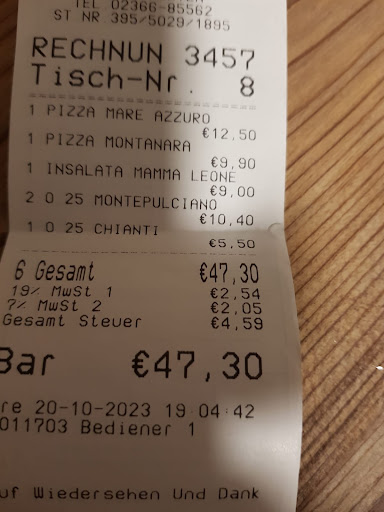 TEL 02366-85562
ST NR 395/5029/1895
RECHNUN 3457
Tisch-Nr. 8
1 PIZZA MARE AZZURO
€12,50
1 PIZZA MONTANARA
€9,90
1 INSALATA MAMMA LEONE
€9,00
2 0 25 MONTEPULCIANO
€10,40
1 0 25 CHIANTI
€5,50
6 Gesamt €47,30
19% MwSt 1 €2,54
7% MwSt 2 €2,05
Gesamt Steuer €4,59
Bar €47,30
re 20-10-2023 19:04:42
011703 Bediener 1
uf Wiedersehen Und Dank